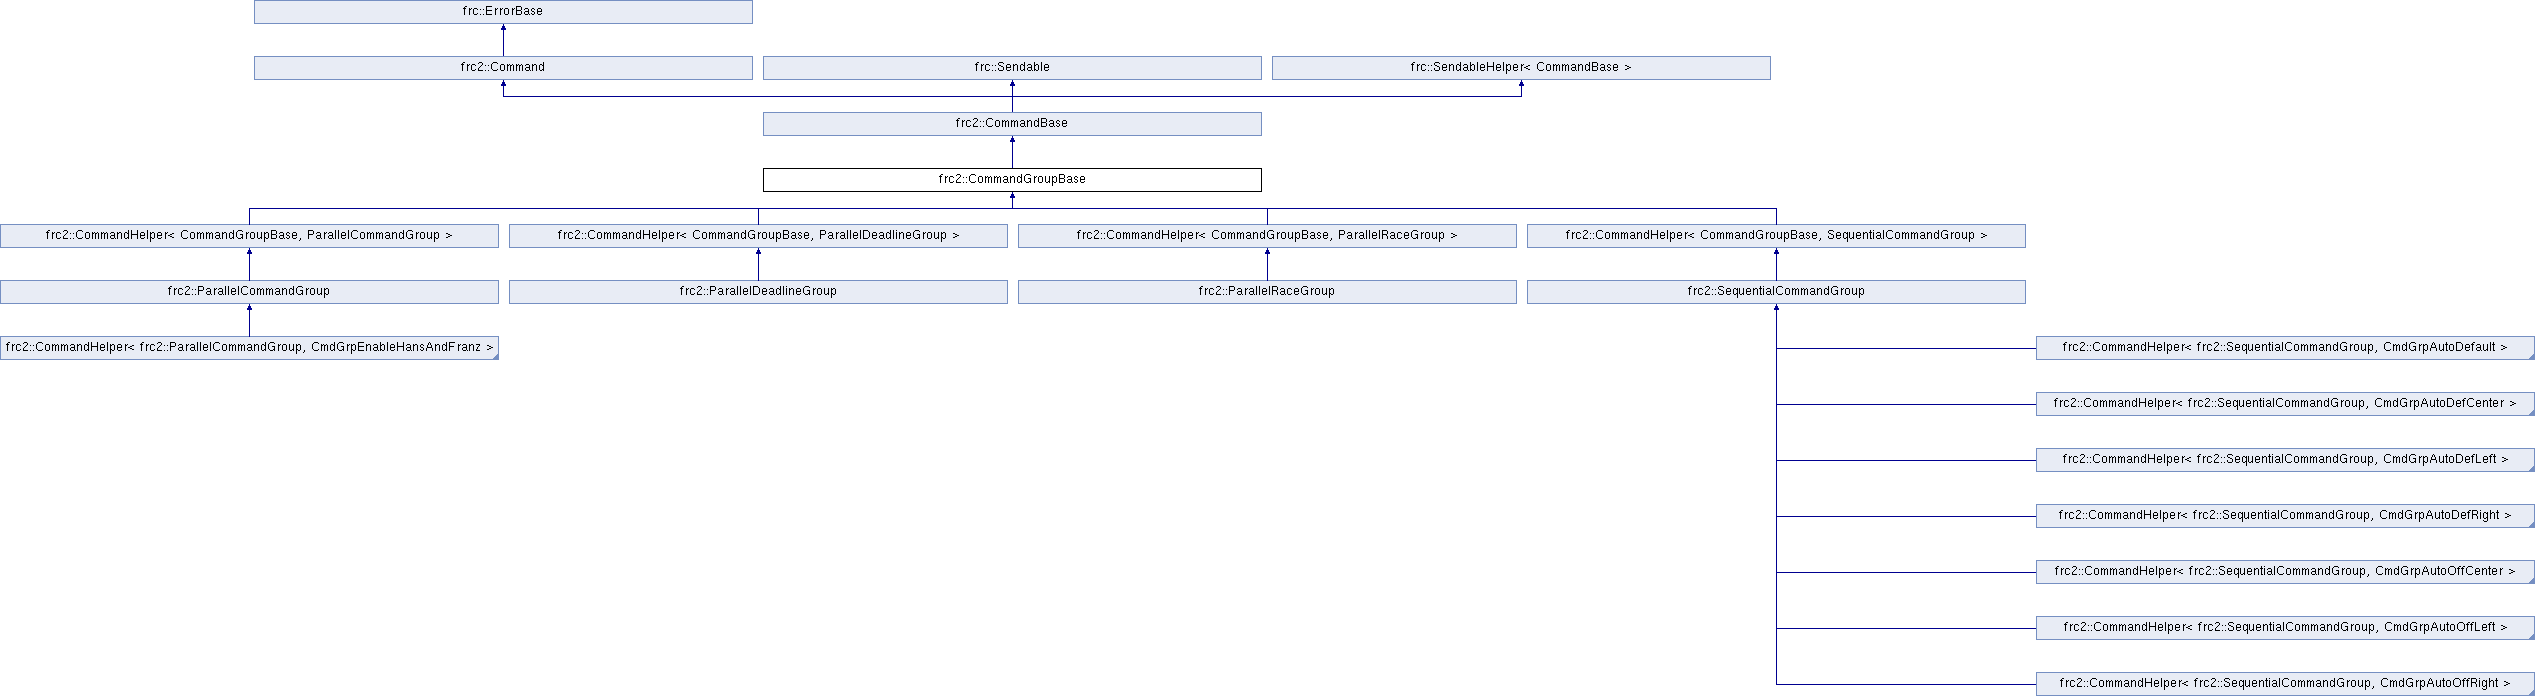 frc::ErrorBase
frc2::Command
frc::Sendable
frc::SendableHelper< CommandBase >
frc2::CommandBase
frc2::CommandGroupBase
frc2::CommandHelper< CommandGroupBase, ParallelCommandGroup >
frc2::CommandHelper< CommandGroupBase, ParallelDeadlineGroup >
frc2::CommandHelper< CommandGroupBase, ParallelRaceGroup >
frc2::CommandHelper< CommandGroupBase, SequentialCommandGroup >
frc2::ParallelCommandGroup
frc2::ParallelDeadlineGroup
frc2::ParallelRaceGroup
frc2::SequentialCommandGroup
frc2::CommandHelper< frc2::ParallelCommandGroup, CmdGrpEnableHansAndFranz >
frc2::CommandHelper< frc2::SequentialCommandGroup, CmdGrpAutoDefault >
frc2::CommandHelper< frc2::SequentialCommandGroup, CmdGrpAutoDefCenter >
frc2::CommandHelper< frc2::SequentialCommandGroup, CmdGrpAutoDefLeft >
frc2::CommandHelper< frc2::SequentialCommandGroup, CmdGrpAutoDefRight >
frc2::CommandHelper< frc2::SequentialCommandGroup, CmdGrpAutoOffCenter >
frc2::CommandHelper< frc2::SequentialCommandGroup, CmdGrpAutoOffLeft >
frc2::CommandHelper< frc2::SequentialCommandGroup, CmdGrpAutoOffRight >